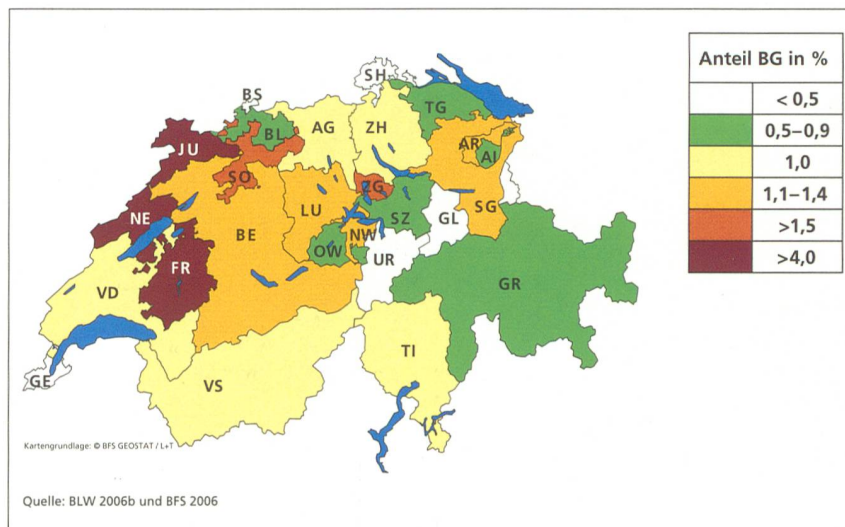 Anteil BG in %
< 0,5
0,5–0,9
1,0
1,1–1,4
>1,5
>4,0
SH
BS
TG
BL
AG
ZH
JU
AR
AI
SO
ZG
LU
SG
NE
SZ
GL
BE
NW
OW
UR
FR
GR
VD
TI
VS
GE
Kartengrundlage: © BFS GEOSTAT / L+T
Quelle: BLW 2006b und BFS 2006